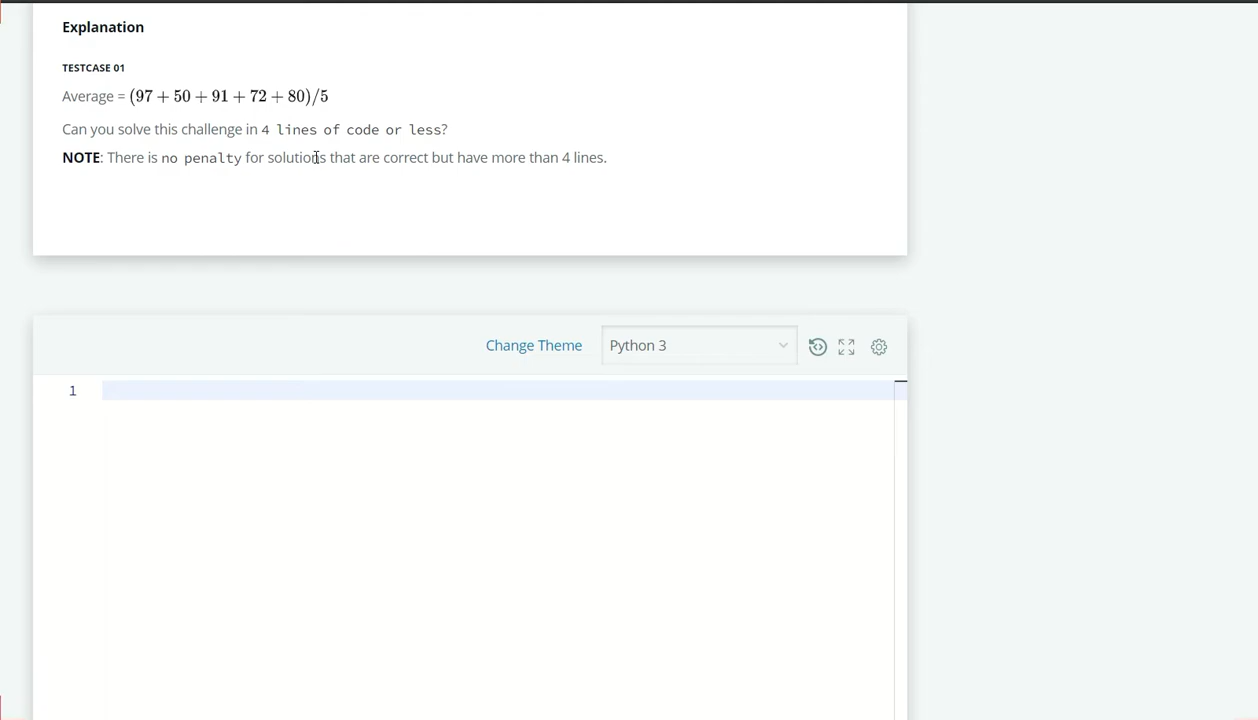 Explanation
TESTCASE 01
Average = (97 + 50 + 91 + 72 + 80)/5
Can you solve this challenge in 4 lines of code or less?
NOTE: There is no penalty for solutions that are correct but have more than 4 lines.
Change Theme Python 3
1